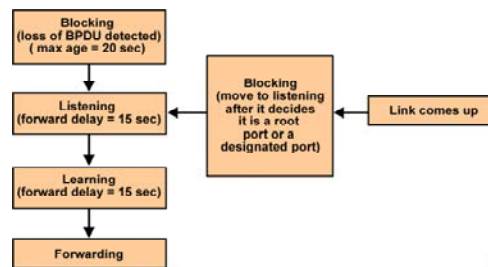 Blocking
(loss of BPDU detected)
( max age = 20 sec)
Listening
(forward delay = 15 sec)
Learning
(forward delay = 15 sec)
Forwarding
Blocking
(move to listening
after it decides
it is a root
port or a
designated port)
Link comes up